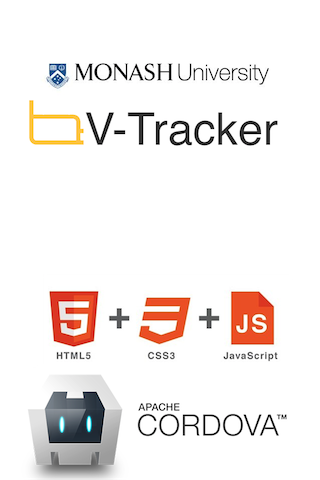 MONASH University
V-Tracker
5 + 3 + JS
HTML5 CSS3 JavaScript
APACHE
CORDOVA™